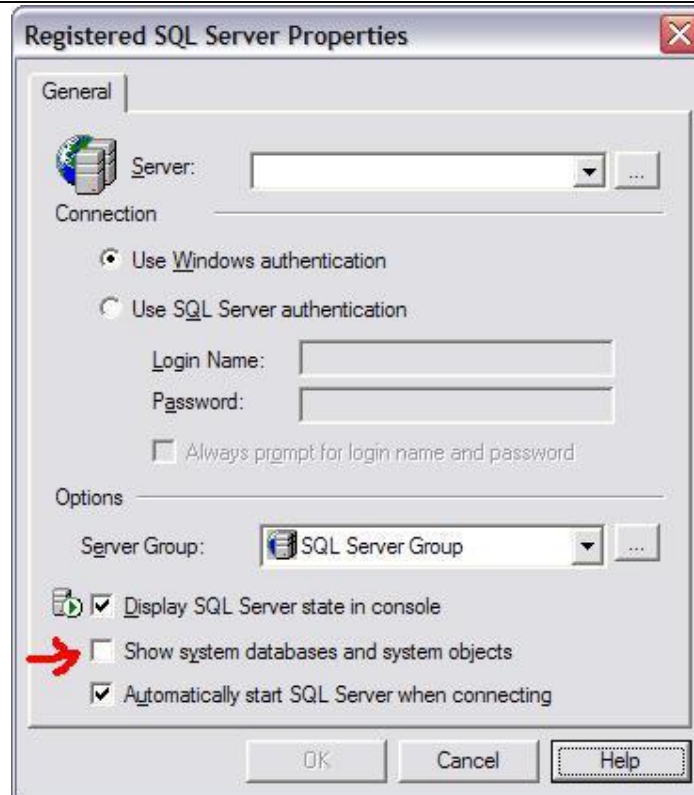 Registered SQL Server Properties
General
Server:
...
Connection
Use Windows authentication
Use SQL Server authentication
Login Name:
Password:
Always prompt for login name and password
Options
Server Group: SQL Server Group
...
Display SQL Server state in console
Show system databases and system objects
Automatically start SQL Server when connecting
OK Cancel Help